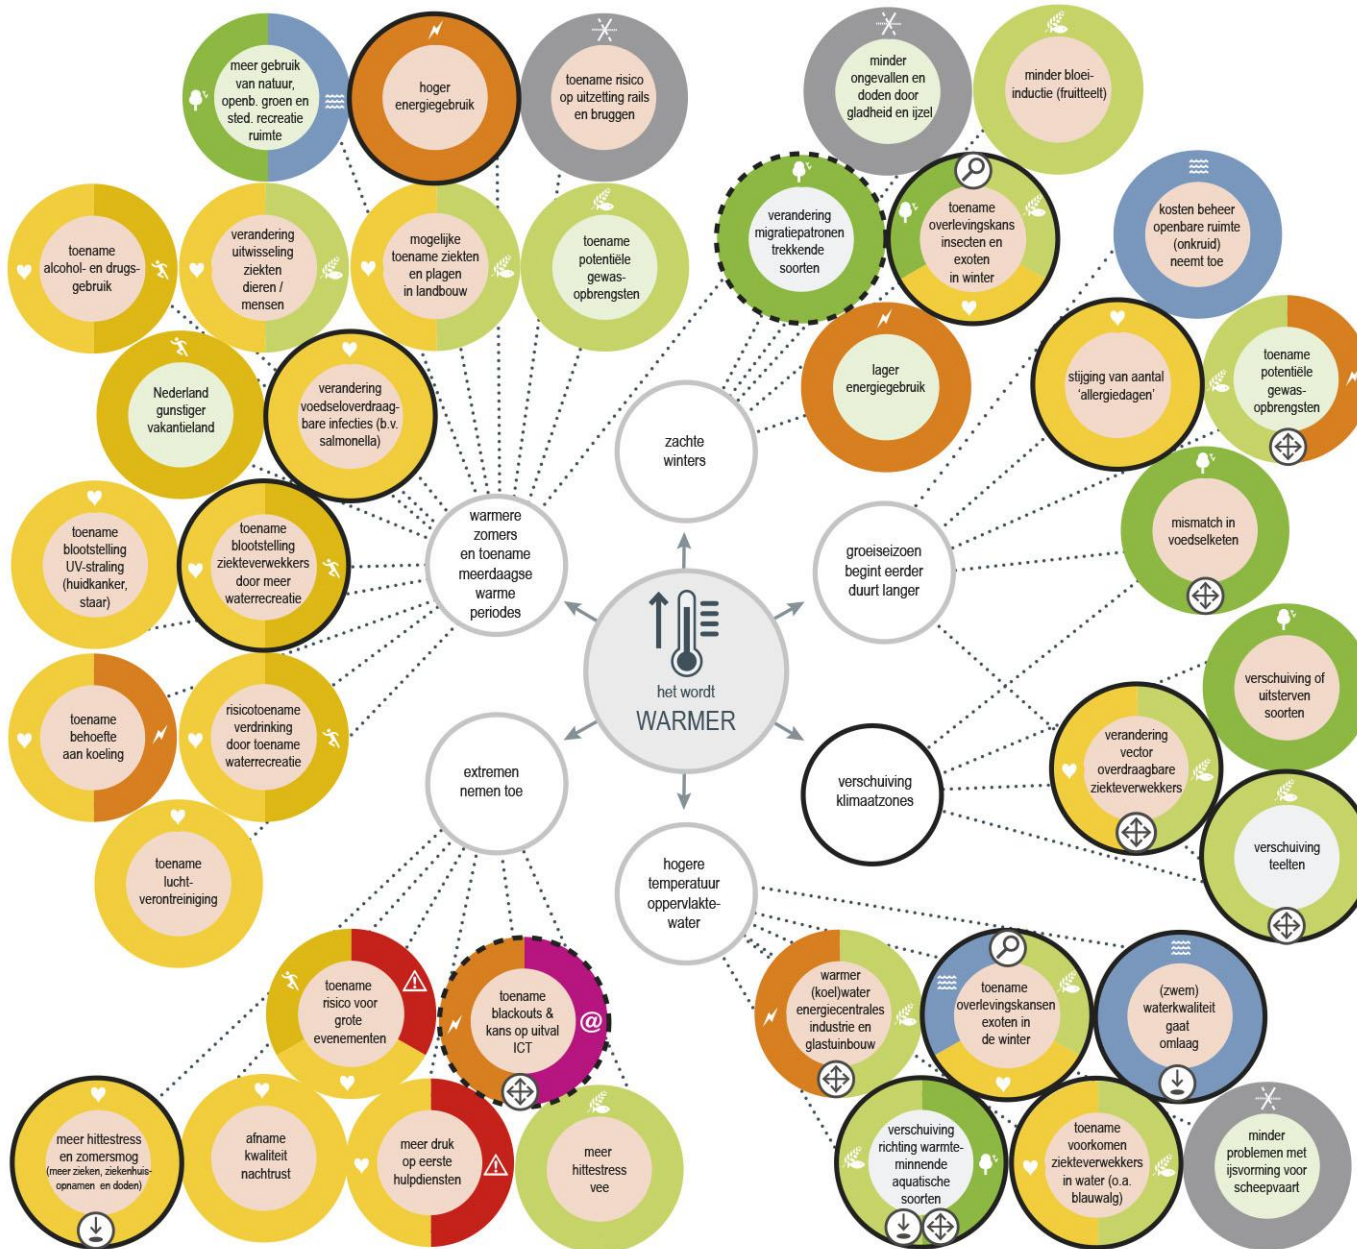 meer gebruik
van natuur,
openb. groen en
sted. recreatie
ruimte
hoger
energiegebruik
toename risico
op uitzetting rails
en bruggen
minder
ongevallen en
doden door
gladheid en ijzel
minder bloei-
inductie (fruitteelt)
toename
alcohol- en drugs-
gebruik
verandering
uitwisseling
ziekten
dieren /
mensen
mogelijke
toename ziekten
en plagen
in landbouw
toename
potentiële
gewas-
opbrengsten
verandering
migratiepatronen
trekkende
soorten
toename
overlevingskans
insecten en
exoten
in winter
kosten beheer
openbare ruimte
(onkruid)
neemt toe
Nederland
gunstiger
vakantieland
verandering
voedseloverdraag-
bare infecties (b.v.
salmonella)
lager
energiegebruik
stijging van aantal
'allergiedagen'
toename
potentiële
gewas-
opbrengsten
zachte
winters
toename
blootstelling
UV-straling
(huidkanker,
staar)
toename
blootstelling
ziekteverwekkers
door meer
waterrecreatie
warmere
zomers
en toename
meerdaagse
warme
periodes
groeiseizoen
begint eerder
duurt langer
mismatch in
voedselketen
het wordt
WARMER
toename
behoefte
aan koeling
risicotoename
verdrinking
door toename
waterrecreatie
verschuiving of
uitsterven
soorten
extremen
nemen toe
verschuiving
klimaatzones
verandering
vector
overdraagbare
ziekteverwekkers
toename
lucht-
verontreiniging
hogere
temperatuur
oppervlakte-
water
verschuiving
teelten
toename
risico voor
grote
evenementen
toename
blackouts &
kans op uitval
ICT
@
warmer
(koel)water
energiecentrales
industrie en
glastuinbouw
toename
overlevingskansen
exoten in
de winter
(zwem)
waterkwaliteit
gaat
omlaag
meer hittestress
en zomersmog
(meer zieken, ziekenhuis-
opnamen en doden)
afname
kwaliteit
nachtrust
meer druk
op eerste
hulpdiensten
meer
hittestress
vee
verschuiving
richting warmte-
minnende
aquatische
soorten
toename
voorkomen
ziekteverwekkers
in water (o.a.
blauwalg)
minder
problemen met
ijsvorming voor
scheepvaart